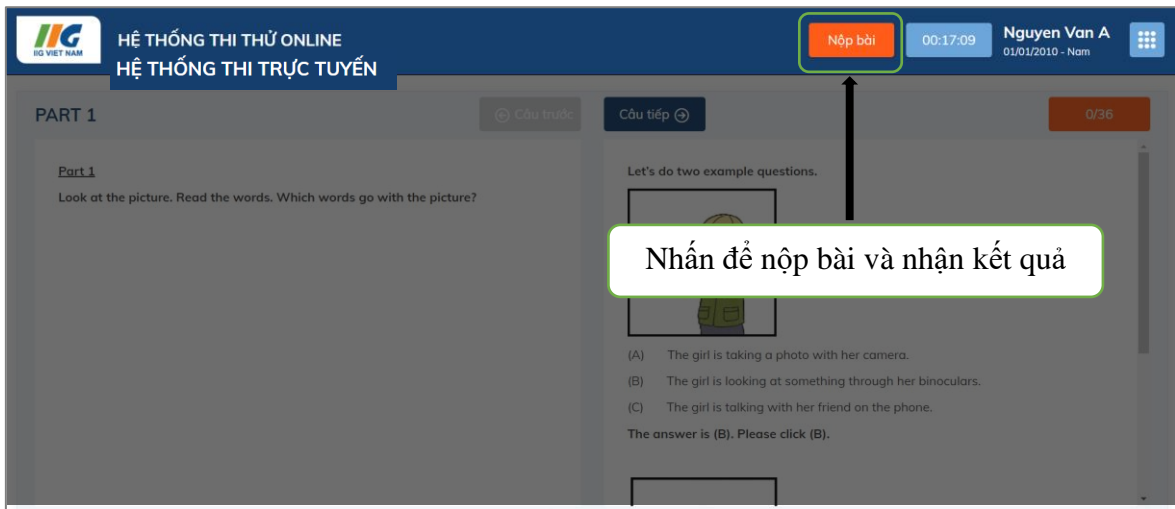 IIG VIET NAM
HỆ THỐNG THI THỬ ONLINE
HỆ THỐNG THI TRỰC TUYẾN
Nộp bài
00:17:09
Nguyen Van A
01/01/2010 - Nam
PART 1
Câu trước
Câu tiếp
0/36
Part 1
Look at the picture. Read the words. Which words go with the picture?
Let's do two example questions.
Nhấn để nộp bài và nhận kết quả
(A) The girl is taking a photo with her camera.
(B) The girl is looking at something through her binoculars.
(C) The girl is talking with her friend on the phone.
The answer is (B). Please click (B).